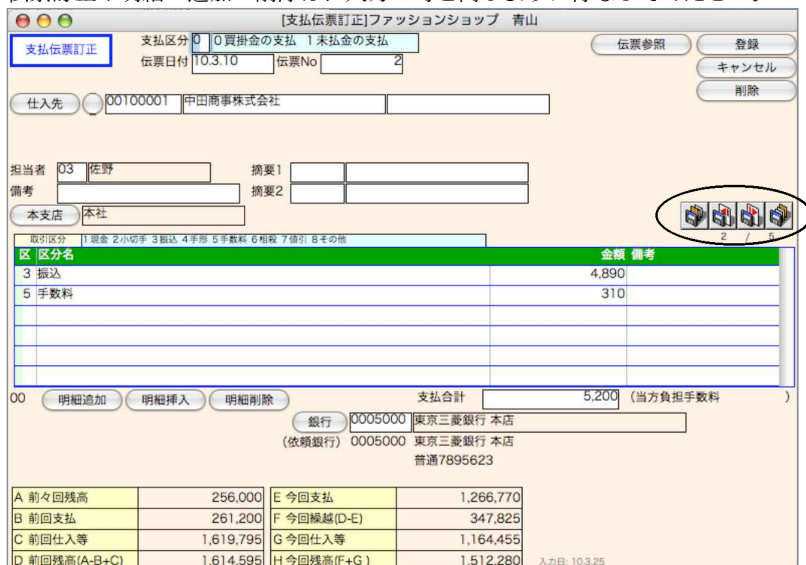 [支払伝票訂正]ファッションショップ 青山
支払伝票訂正
支払区分 0 0買掛金の支払 1未払金の支払
伝票参照 登録
伝票日付 10.3.10 伝票No 2
キャンセル
削除
仕入先 00100001 中田商事株式会社
担当者 03 佐野 摘要1
備考 摘要2
本支店 本社
2 / 5
取引区分 1現金 2小切手 3振込 4手形 5手数料 6相殺 7値引 8その他
区 区分名 金額 備考
3 振込 4,890
5 手数料 310
00 明細追加 明細挿入 明細削除 支払合計 5,200 (当方負担手数料 )
銀行 0005000 東京三菱銀行 本店
(依頼銀行) 0005000 東京三菱銀行 本店
普通7895623
A 前々回残高 256,000 E 今回支払 1,266,770
B 前回支払 261,200 F 今回繰越(D-E) 347,825
C 前回仕入等 1,619,795 G 今回仕入等 1,164,455
D 前回残高(A-B+C) 1,614,595 H 今回残高(F+G) 1,512,280 入力日: 10.3.25